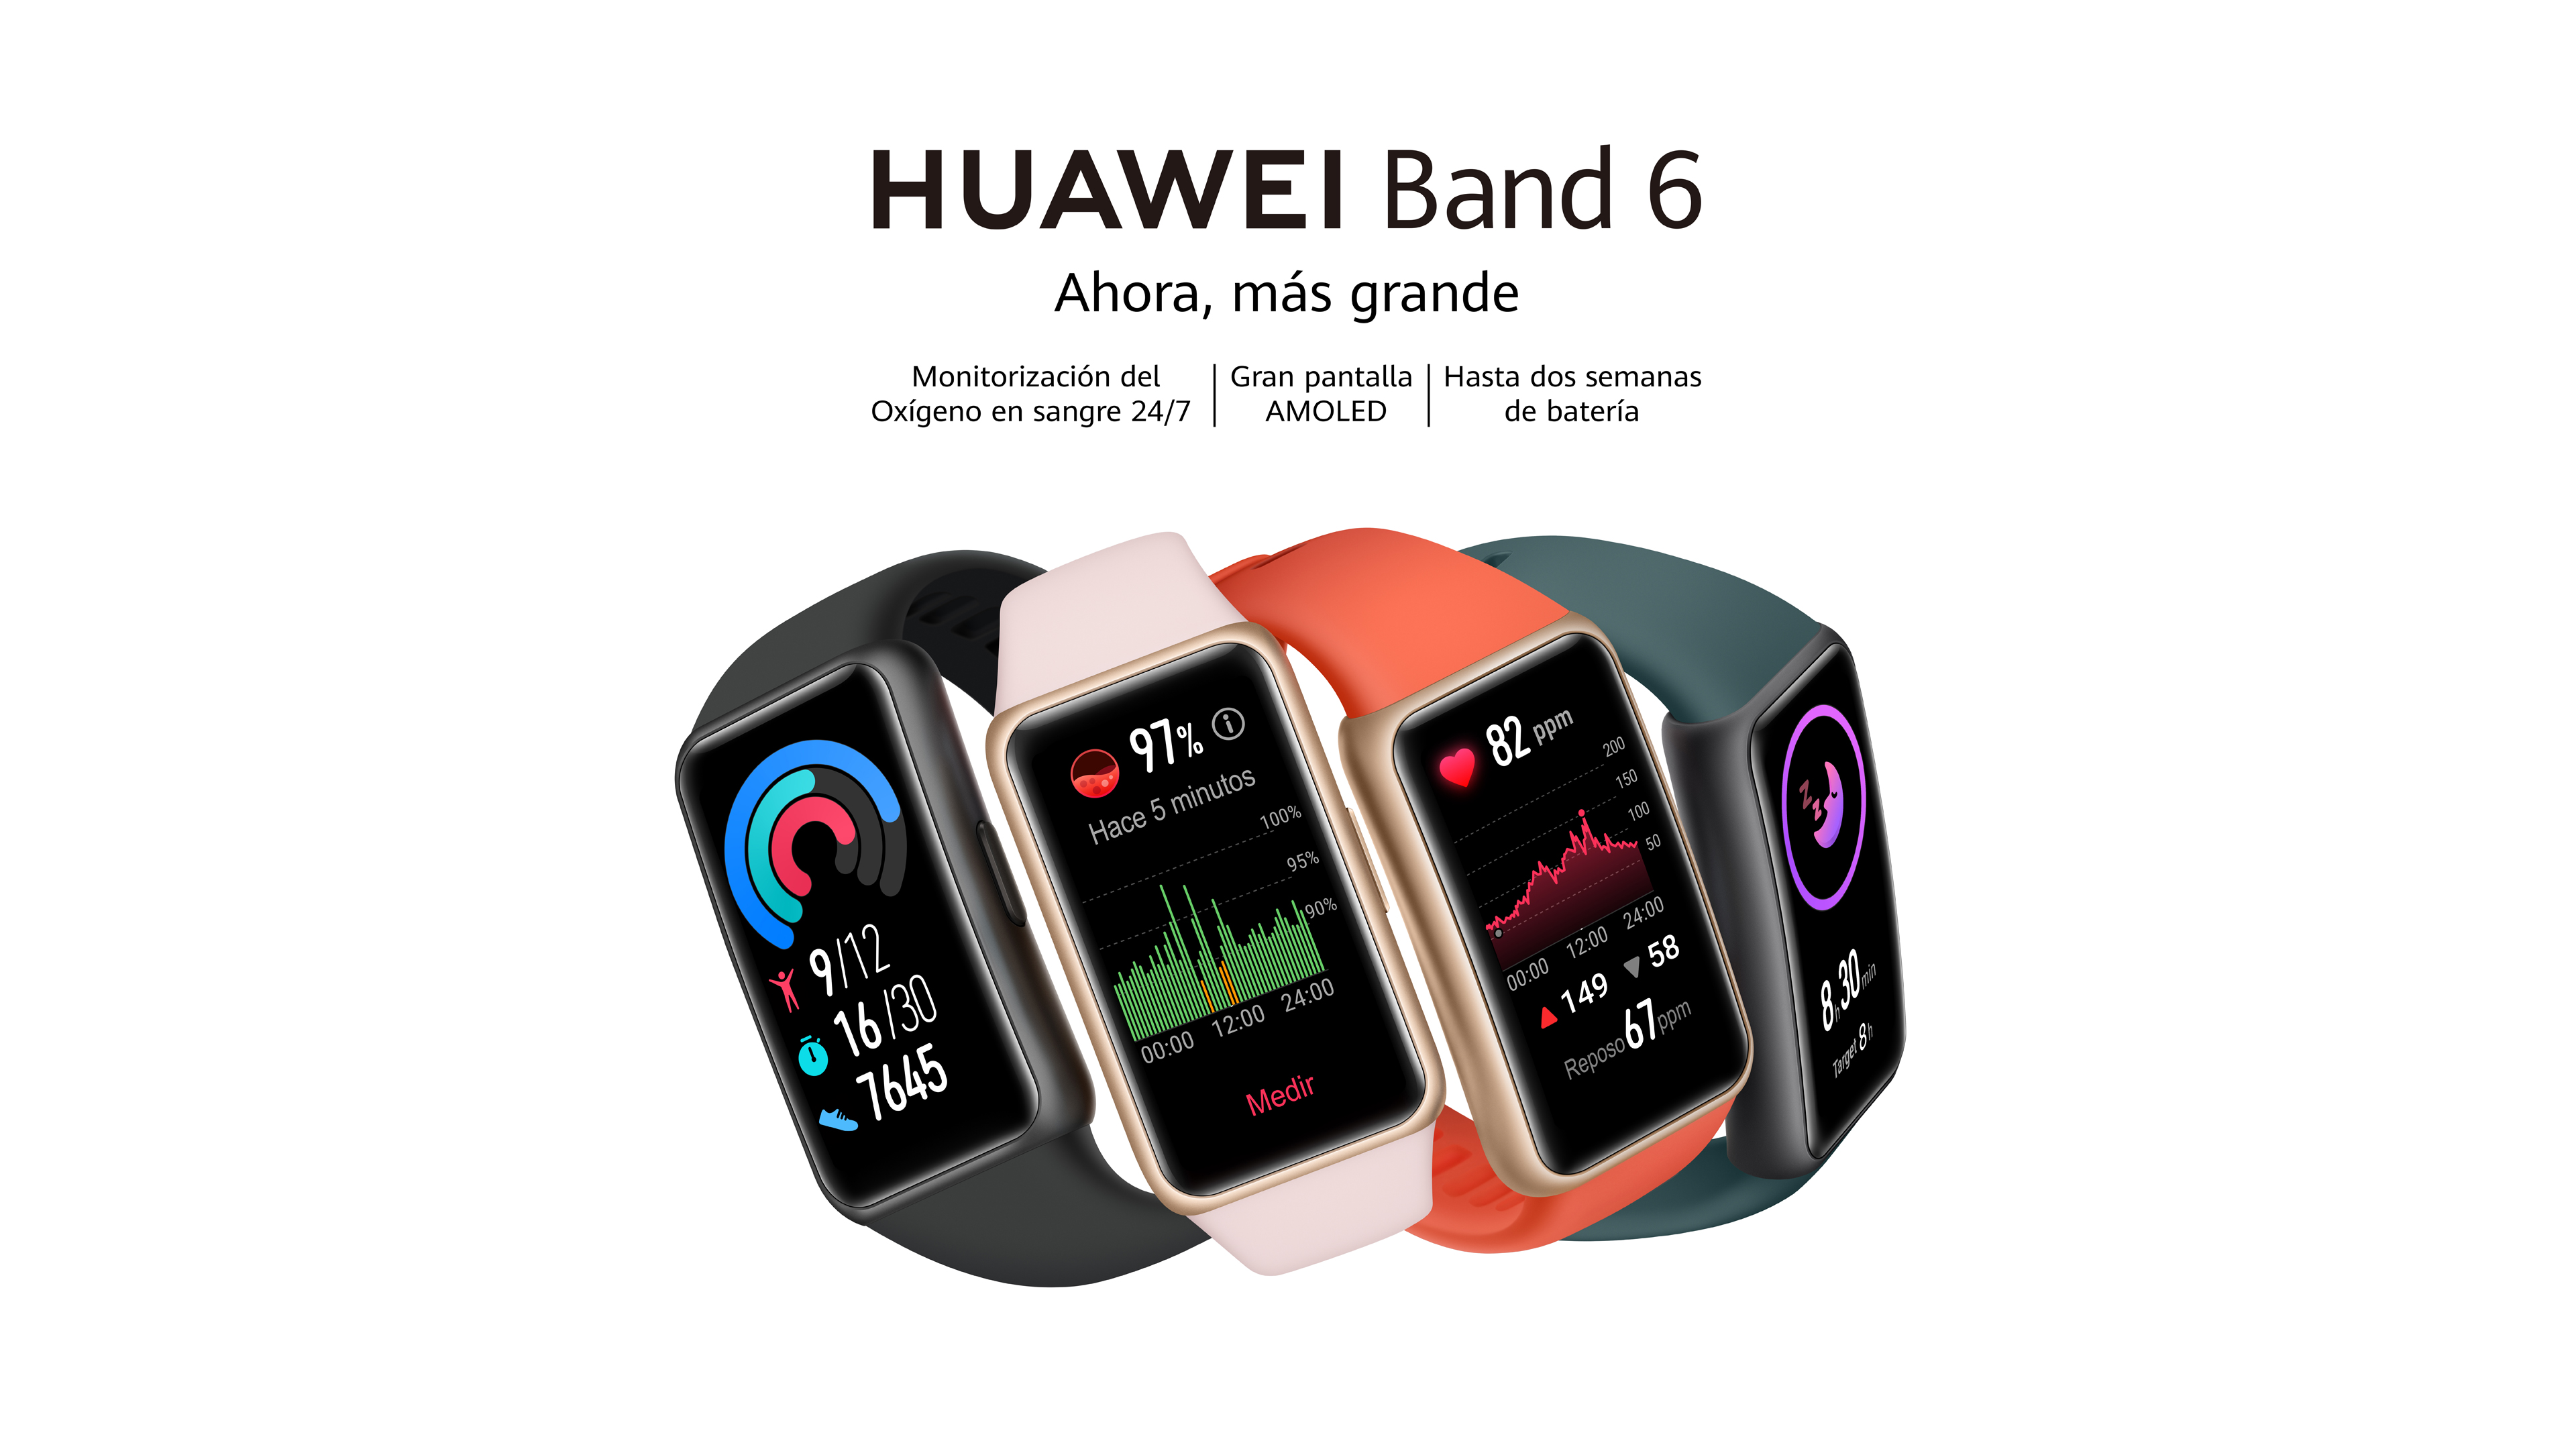 HUAWEI Band 6
Ahora, más grande
Monitorización del
Oxígeno en sangre 24/7
Gran pantalla
AMOLED
Hasta dos semanas
de batería
9/12
16/30
7645
97%
Hace 5 minutos
100%
95%
90%
00:00 12:00 24:00
Medir
82 ppm
200
150
100
50
00:00 12:00 24:00
149 58
Reposo 67 ppm
8h 30min
Target 8h